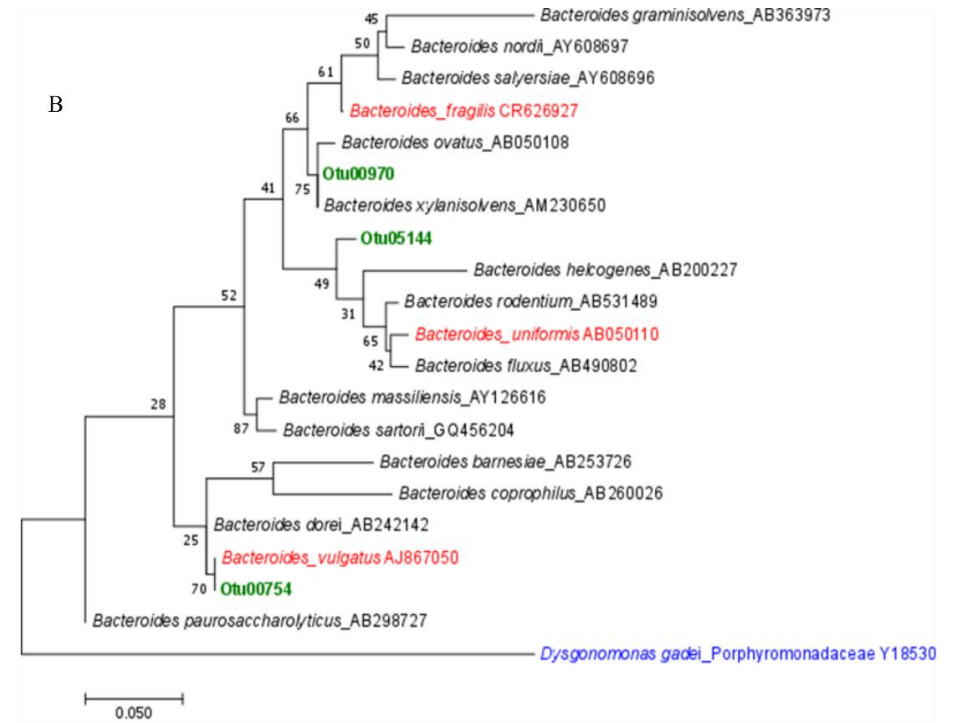 45
Bacteroides graminisolvens_AB363973
50
Bacteroides nordii_AY608697
61
Bacteroides salyersiae_AY608696
B
Bacteroides_fragilis CR626927
66
Bacteroides ovatus_AB050108
Otu00970
41
75
Bacteroides xylanisolvens_AM230650
Otu05144
49
Bacteroides helcogenes_AB200227
52
31
Bacteroides rodentium_AB531489
Bacteroides_uniformis AB050110
65
42
Bacteroides fluxus_AB490802
Bacteroides massiliensis_AY126616
28
87
Bacteroides sartorii_GQ456204
57
Bacteroides barnesiae_AB253726
Bacteroides coprophilus_AB260026
Bacteroides dorei_AB242142
25
Bacteroides_vulgatus AJ867050
70
Otu00754
Bacteroides paurosaccharolyticus_AB298727
Dysgonomonas gadei_Porphyromonadaceae Y18530
0.050